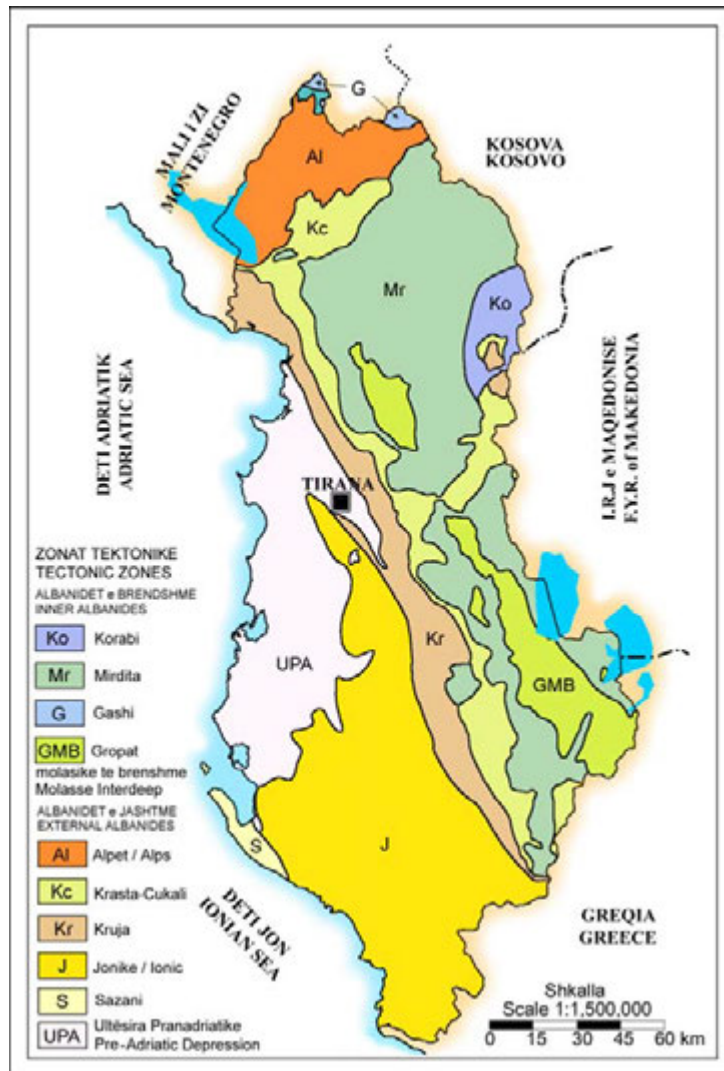 G
MALI i ZI
MONTENEGRO
KOSOVA
KOSOVO
Al
Kc
Mr
Ko
DETI ADRIATIK
ADRIATIC SEA
I.R.J e MAQEDONISE
F.Y.R. of MAKEDONIA
TIRANA
ZONAT TEKTONIKE
TECTONIC ZONES
ALBANIDET e BRENDSHME
INNER ALBANIDES
Ko Korabi
Mr Mirdita
G Gashi
GMB Gropat
molasike te brenshme
Molasse Interdeep
ALBANIDET e JASHTME
EXTERNAL ALBANIDES
Al Alpet / Alps
Kc Krasta-Cukali
Kr Kruja
J Jonike / Ionic
S Sazani
UPA Ultësira Pranadriatike
Pre-Adriatic Depression
UPA
Kr
GMB
J
S
DETI JON
IONIAN SEA
GREQIA
GREECE
Shkalla
Scale 1:1,500,000
0 15 30 45 60 km